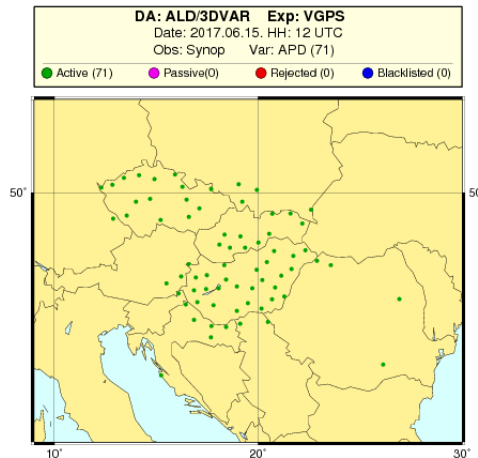 DA: ALD/3DVAR Exp: VGPS
Date: 2017.06.15. HH: 12 UTC
Obs: Synop Var: APD (71)
Active (71) Passive(0) Rejected (0) Blacklisted (0)
50˚ 50
10˚ 20˚ 30˚